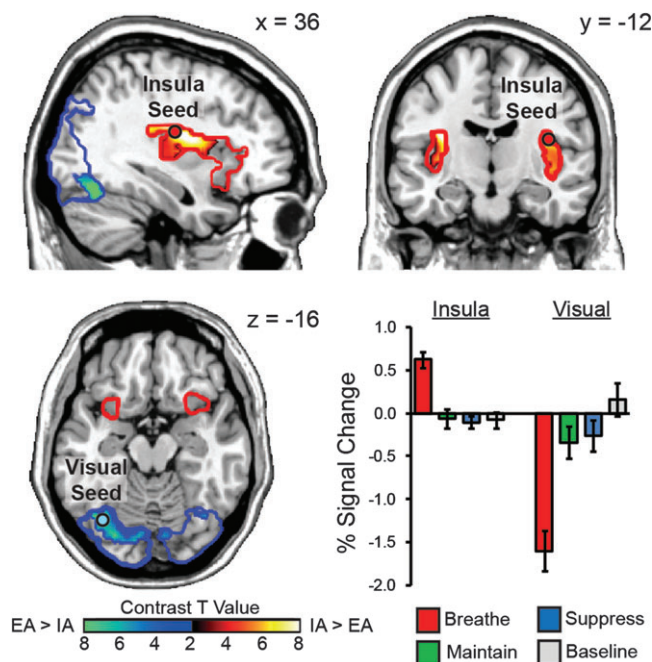 x = 36
Insula
Seed
y = -12
Insula
Seed
z = -16
Visual
Seed
Contrast T Value
EA > IA
IA > EA
8 6 4 2 2 4 6 8
Insula
Visual
% Signal Change
1.0
0.5
0.0
-0.5
-1.0
-1.5
-2.0
Breathe
Suppress
Maintain
Baseline